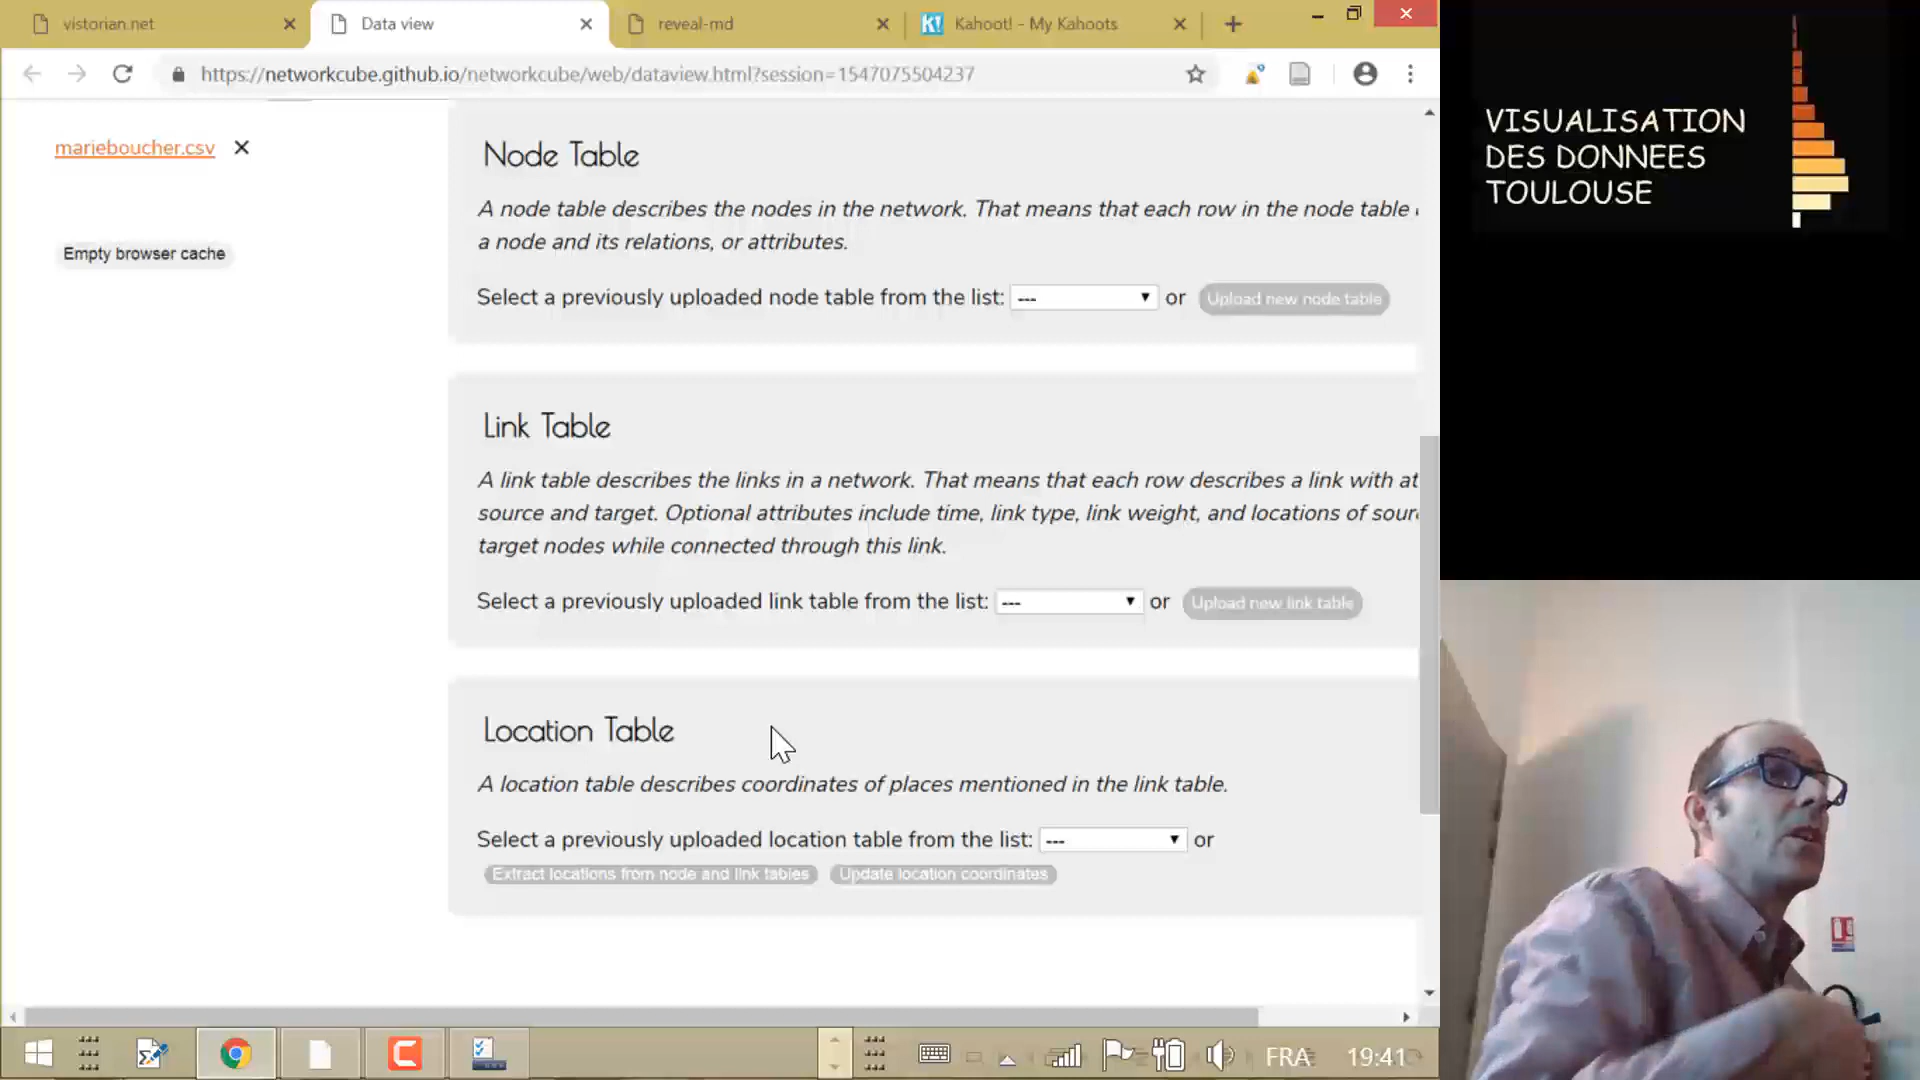 vistorian.net
Data view
reveal-md
K!
Kahoot! - My Kahoots
https://networkcube.github.io/networkcube/web/dataview.html?session=1547075504237
marieboucher.csv
Empty browser cache
Node Table
A node table describes the nodes in the network. That means that each row in the node table
a node and its relations, or attributes.
Select a previously uploaded node table from the list: --- or Upload new node table
Link Table
A link table describes the links in a network. That means that each row describes a link with at
source and target. Optional attributes include time, link type, link weight, and locations of sour
target nodes while connected through this link.
Select a previously uploaded link table from the list: --- or Upload new link table
Location Table
A location table describes coordinates of places mentioned in the link table.
Select a previously uploaded location table from the list: --- or
Extract locations from node and link tables Update location coordinates
FRA 19:41
VISUALISATION
DES DONNEES
TOULOUSE